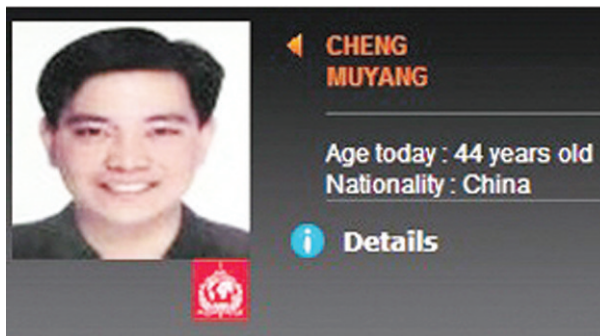 CHENG
MUYANG
Age today : 44 years old
Nationality : China
Details